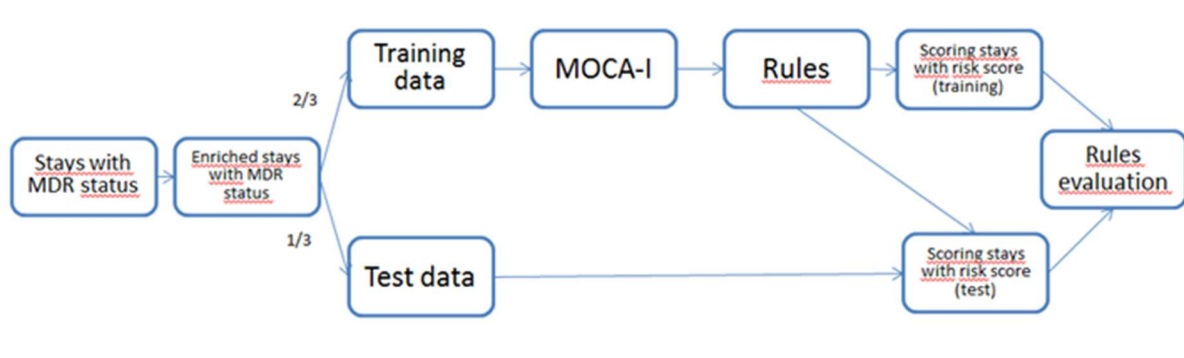 Training
data
MOCA-I
Rules
Scoring stays
with risk score
(training)
2/3
Stays with
MDR status
Enriched stays
with MDR
status
Rules
evaluation
1/3
Test data
Scoring stays
with risk score
(test)